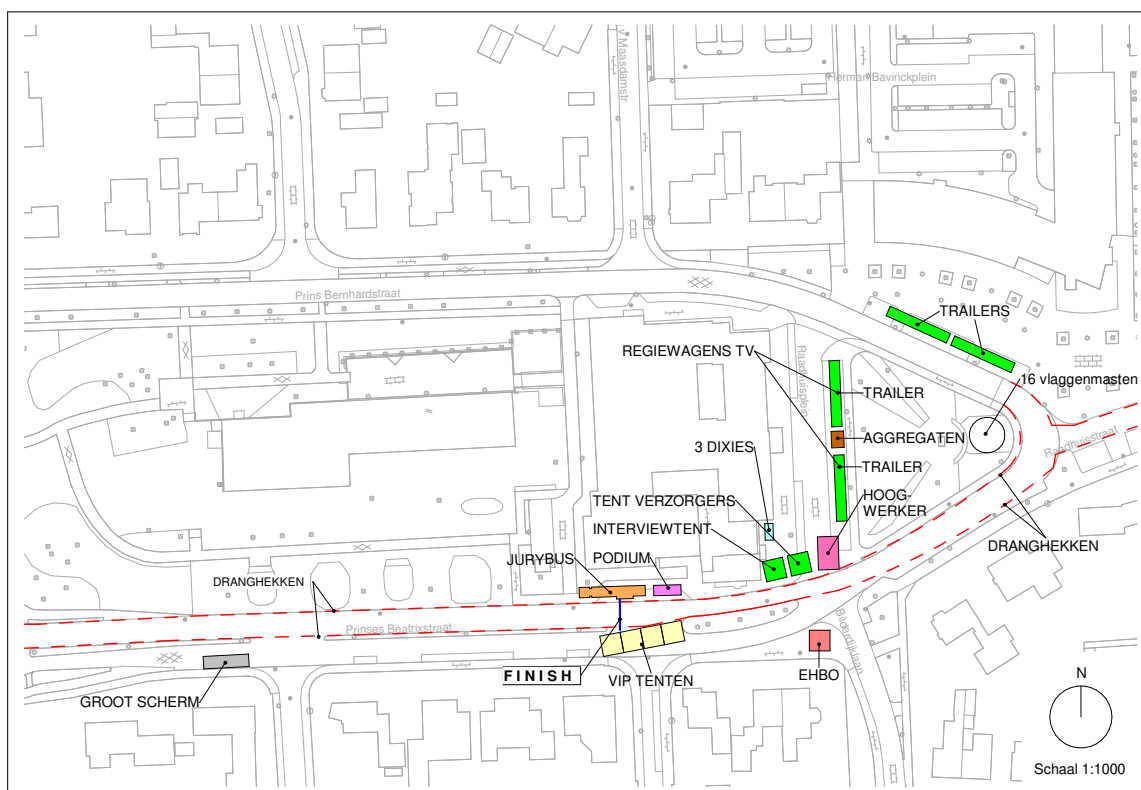 V Maasdamstr
Herman Bavinckplein
Prins Bernhardstraat
TRAILERS
REGIEWAGENS TV
Raadhuisplein
16 vlaggenmasten
TRAILER
AGGREGATEN
Raadhuisstraat
3 DIXIES
TRAILER
TENT VERZORGERS
HOOG-
WERKER
INTERVIEWTENT
DRANGHEKKEN
JURYBUS
PODIUM
DRANGHEKKEN
Prinses Beatrixstraat
Bilderdijklaan
FINISH
VIP TENTEN
EHBO
GROOT SCHERM
N
Schaal 1:1000